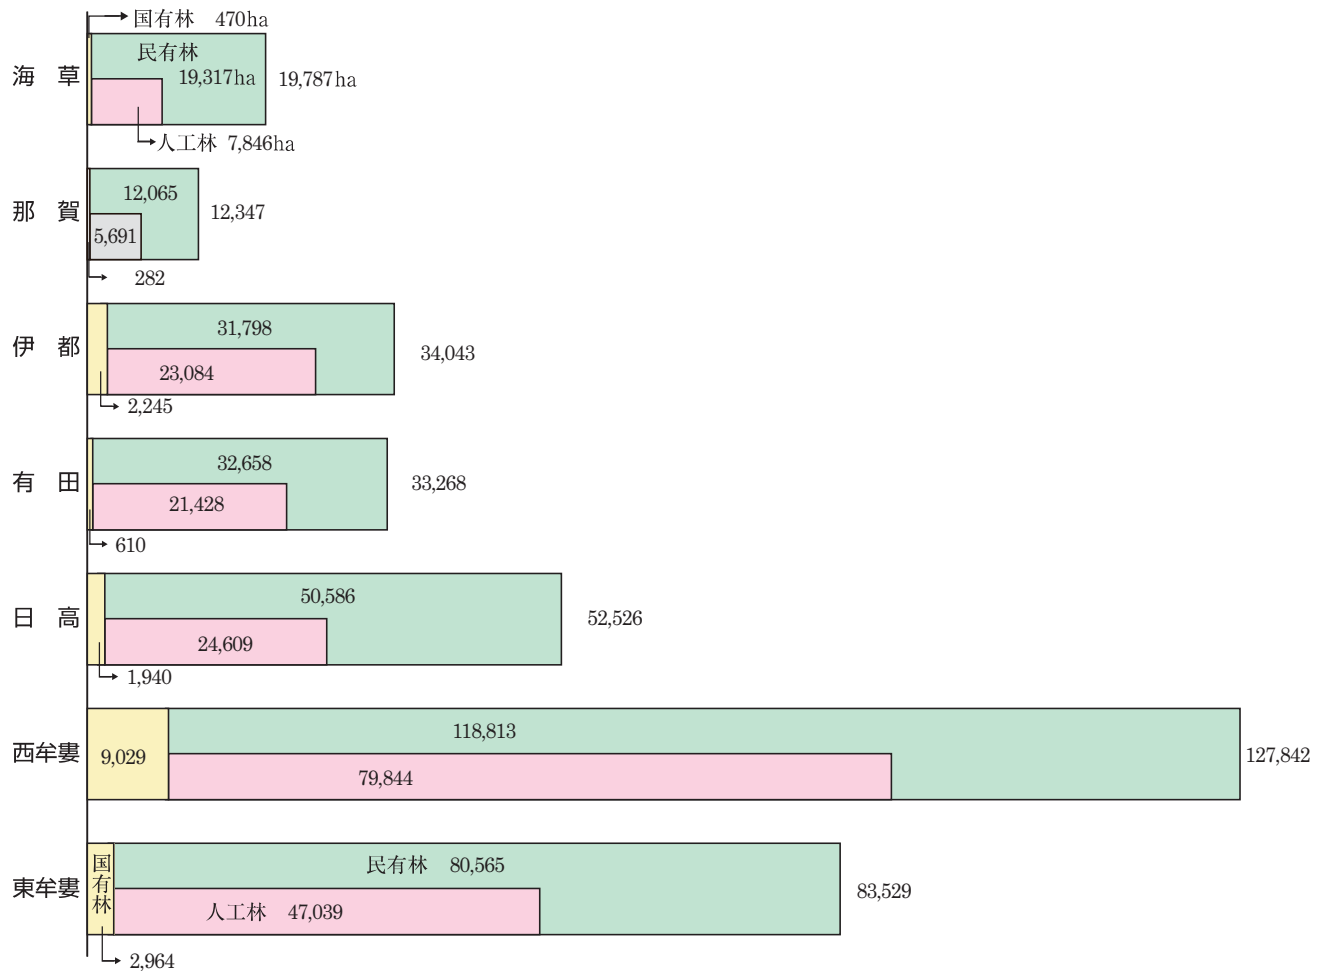 国有林 470ha
海草
民有林
19,317ha
19,787ha
人工林 7,846ha
那賀
12,065
12,347
5,691
282
伊都
31,798
34,043
23,084
2,245
有田
32,658
33,268
21,428
610
日高
50,586
52,526
24,609
1,940
西牟婁
118,813
127,842
9,029
79,844
東牟婁
国有林
民有林 80,565
83,529
人工林 47,039
2,964